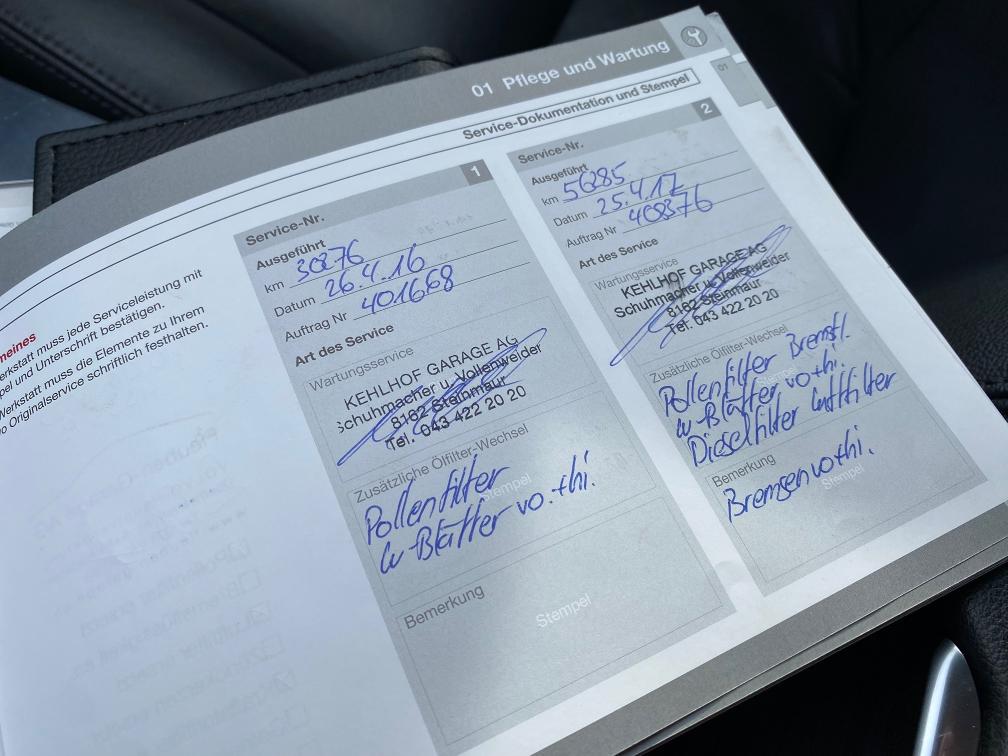 01 Pflege und Wartung
01
Service-Dokumentation und Stempel
meines
erkstatt muss jede Serviceleistung mit
pel und Unterschrift bestätigen.
Werkstatt muss die Elemente zu Ihrem
o Originalservice schriftlich festhalten.
Service-Nr. 1
Ausgeführt
km 30276
Datum 26.4.16
Auftrag Nr 401668
Art des Service
Wartungsservice
KEHLHOF GARAGE AG
Schuhmacher u. Vollenweider
8162 Steinmaur
Tel. 043 422 20 20
Zusätzliche Ölfilter-Wechsel
Stempel
Pollenfilter
W-Blätter vo.+hi.
Bemerkung
Stempel
Service-Nr. 2
Ausgeführt
km 56285
Datum 25.4.17
Auftrag Nr 408376
Art des Service
Wartungsservice
KEHLHOF GARAGE AG
Schuhmacher u. Vollenweider
8162 Steinmaur
Tel. 043 422 20 20
Zusätzliche Ölfilter-Wechsel
Pollenfilter Bremsfl.
W-Blätter vo+hi.
Dieselfilter Luftfilter
Bemerkung
Stempel
Bremsen vo+hi.